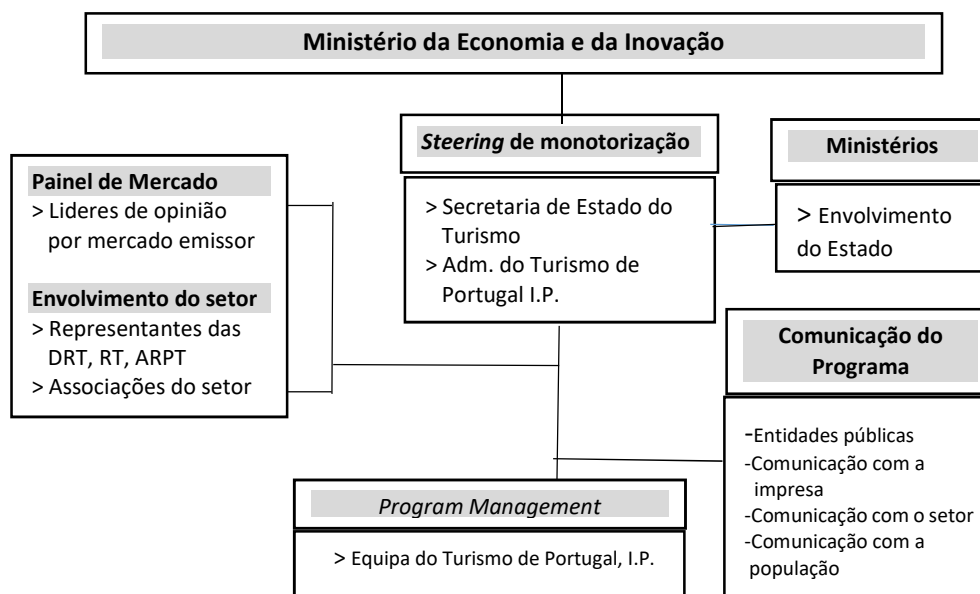 Ministério da Economia e da Inovação
Steering de monotorização
> Secretaria de Estado do
Turismo
> Adm. do Turismo de
Portugal I.P.
Ministérios
> Envolvimento
do Estado
Painel de Mercado
> Lideres de opinião
por mercado emissor
Envolvimento do setor
> Representantes das
DRT, RT, ARPT
> Associações do setor
Comunicação do
Programa
-Entidades públicas
-Comunicação com a
impresa
-Comunicação com o setor
-Comunicação com a
população
Program Management
> Equipa do Turismo de Portugal, I.P.